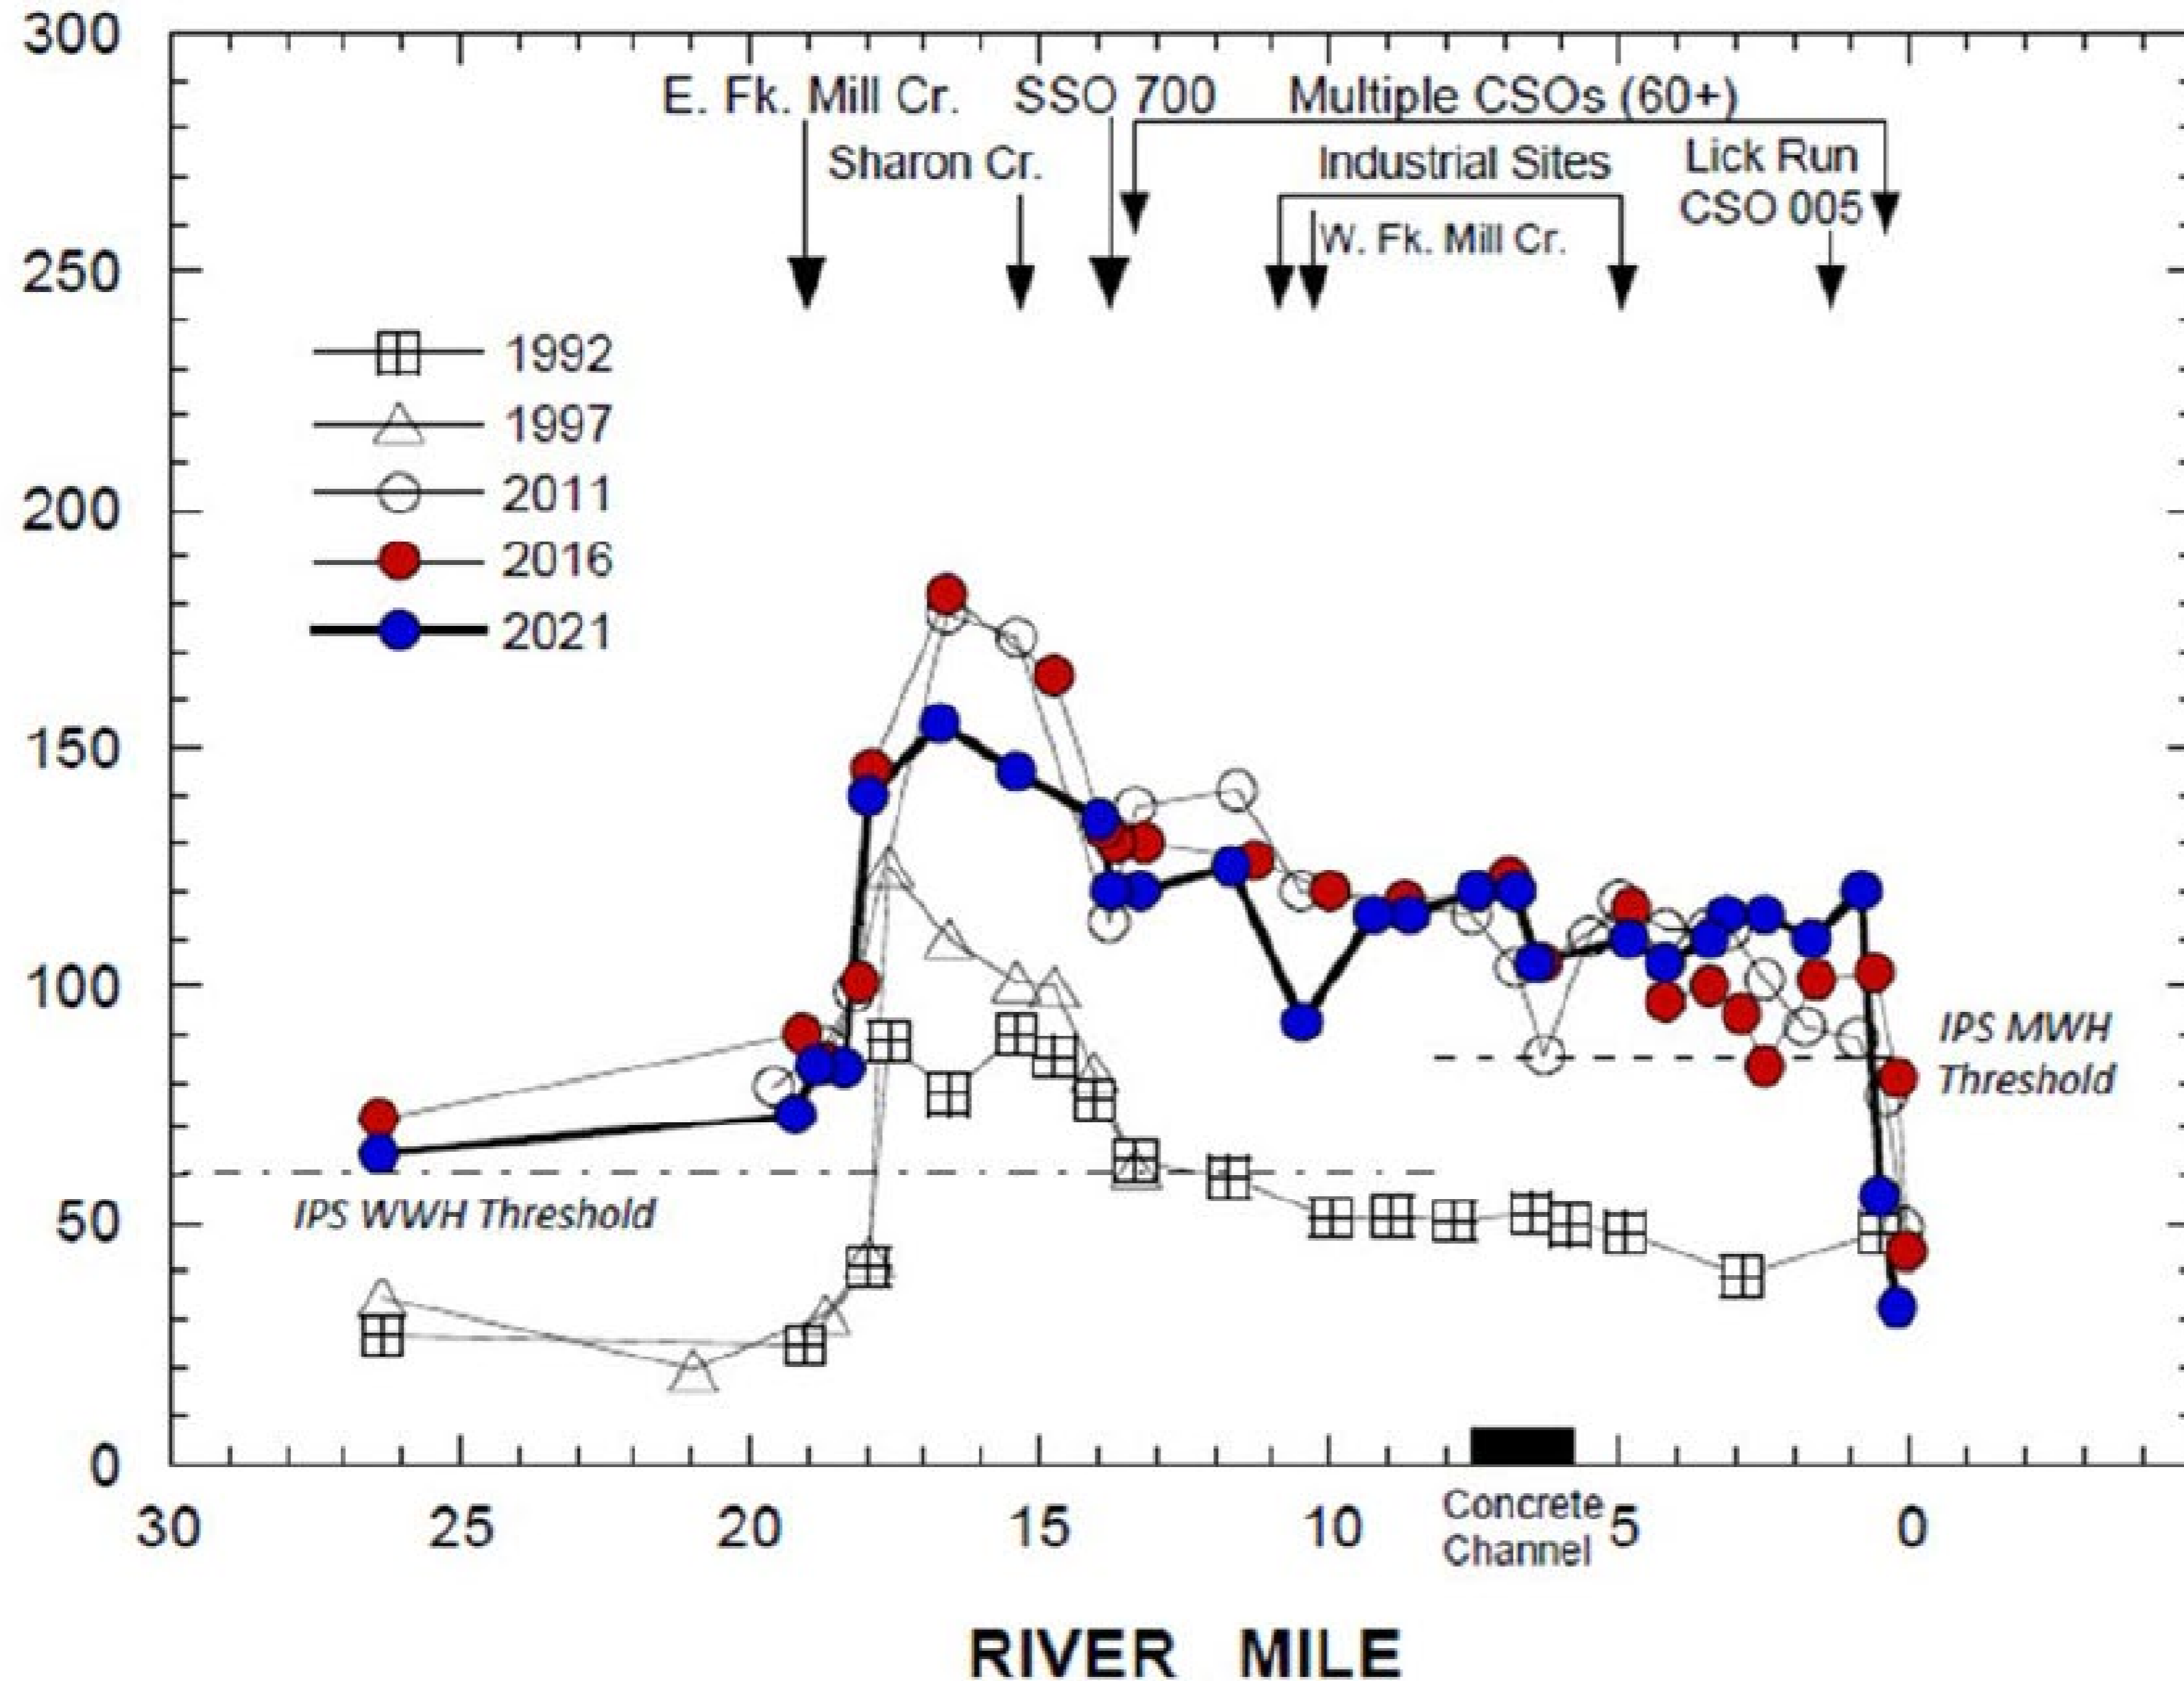 300
E. Fk. Mill Cr. SSO 700 Multiple CSOs (60+)
Sharon Cr. Industrial Sites Lick Run
CSO 005
W. Fk. Mill Cr.
250
1992
1997
200
2011
2016
2021
150
100
IPS MWH
Threshold
50
IPS WWH Threshold
0
30 25 20 15 10 5 0
Concrete
Channel
RIVER MILE